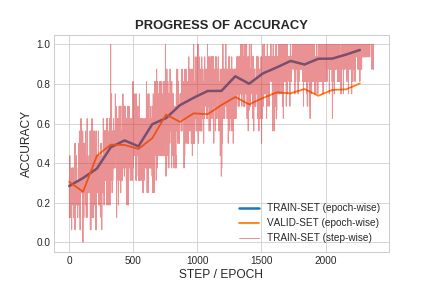 PROGRESS OF ACCURACY
1.0
0.8
0.6
0.4
0.2
0.0
ACCURACY
TRAIN-SET (epoch-wise)
VALID-SET (epoch-wise)
TRAIN-SET (step-wise)
0 500 1000 1500 2000
STEP / EPOCH